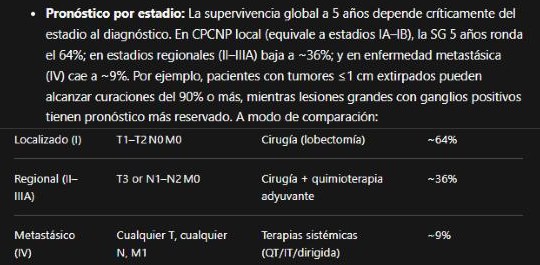 • Pronóstico por estadio: La supervivencia global a 5 años depende críticamente del
estadio al diagnóstico. En CPCNP local (equivale a estadios IA–IB), la SG 5 años ronda
el 64%; en estadios regionales (II–IIIA) baja a ~36%; y en enfermedad metastásica
(IV) cae a ~9%. Por ejemplo, pacientes con tumores ≤1 cm extirpados pueden
alcanzar curaciones del 90% o más, mientras lesiones grandes con ganglios positivos
tienen pronóstico más reservado. A modo de comparación:
Localizado (I) T1–T2 N0 M0 Cirugía (lobectomía) ~64%
Regional (II– T3 or N1–N2 M0 Cirugía + quimioterapia ~36%
IIIA) adyuvante
Metastásico Cualquier T, cualquier Terapias sistémicas ~9%
(IV) N, M1 (QT/IT/dirigida)